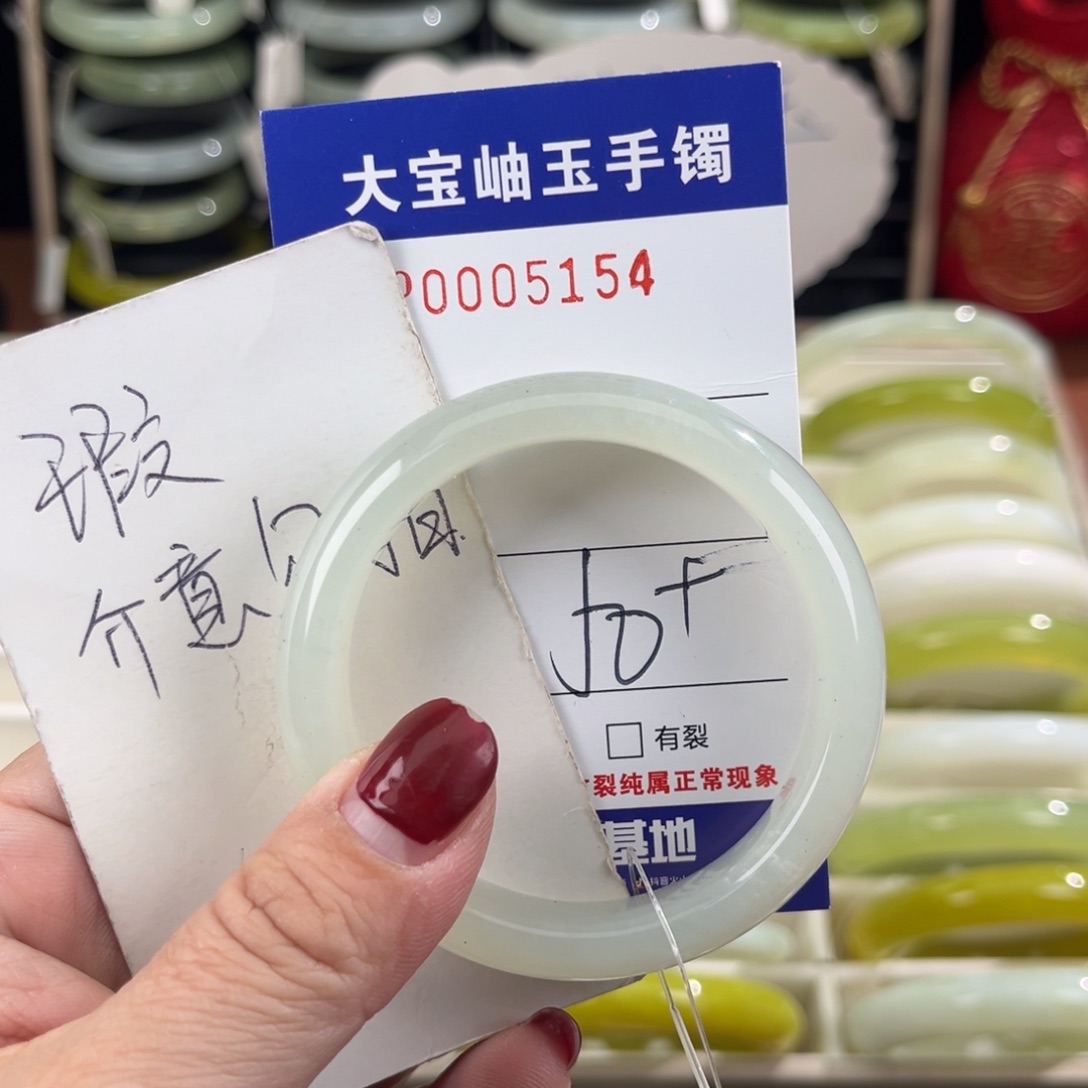 大宝岫玉手镯
P0005154
瑕
介意
50+
□ 有裂
裂纯属正常现象
基地